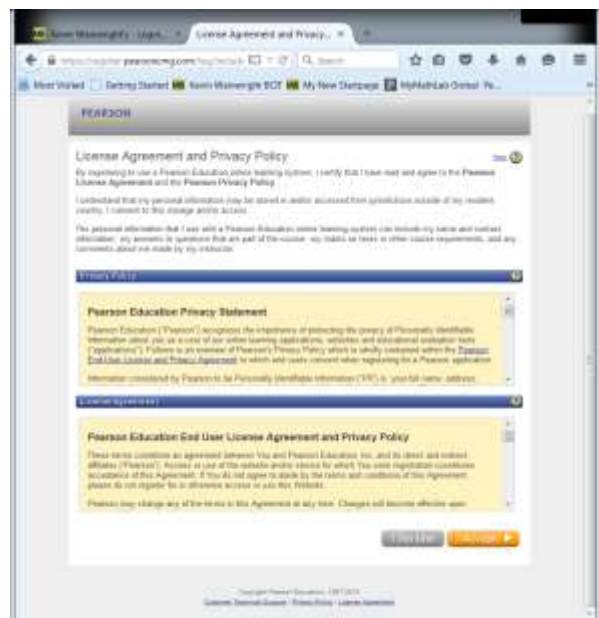 Kevin Wainwright's - Login...
License Agreement and Privacy...
pearsoncmg.com
Search
Most Visited Getting Started Kevin Wainwright BCIT My New Startpage MyMathLab Global
PEARSON
License Agreement and Privacy Policy
By registering to use a Pearson Education online learning system, I certify that I have read and agree to the Pearson
License Agreement and the Pearson Privacy Policy.
I understand that my personal information may be stored in and/or accessed from jurisdictions outside of my resident
country. I consent to this storage and/or access.
The personal information that I use with a Pearson Education online learning system can include my name and contact
information, my answers to questions that are part of the course, my marks on tests or other course requirements, and any
comments about me made by my instructor.
Privacy Policy
Pearson Education Privacy Statement
Pearson Education ("Pearson") recognizes the importance of protecting the privacy of Personally Identifiable
Information about you as a user of our online learning applications, websites and educational evaluation tests
("applications"). Follows is an overview of Pearson's Privacy Policy which is wholly contained within the Pearson
End User License and Privacy Agreement to which end users consent when registering for a Pearson application.
Information considered by Pearson to be Personally Identifiable Information ("PII") is: your full name, address,
License Agreement
Pearson Education End User License Agreement and Privacy Policy
These terms constitute an agreement between You and Pearson Education, Inc. and its direct and indirect
affiliates ("Pearson"). Access or use of the website and/or service for which You seek registration constitutes
acceptance of this Agreement. If You do not agree to abide by the terms and conditions of this Agreement,
please do not register for or otherwise access or use this Website.
Pearson may change any of the terms in this Agreement at any time. Changes will become effective upon
I Decline
I Accept
Copyright Pearson Education
Customer Technical Support - Privacy Policy - License Agreement